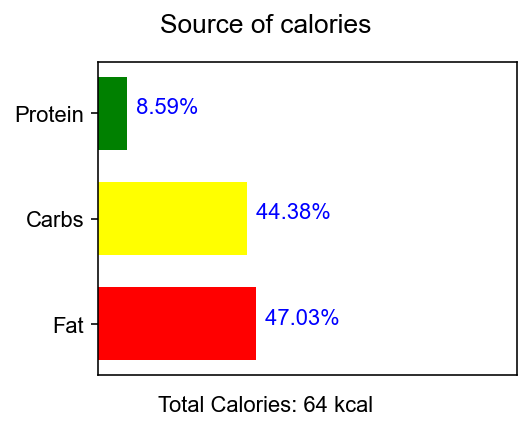 Source of calories
Protein 8.59%
Carbs 44.38%
Fat 47.03%
Total Calories: 64 kcal